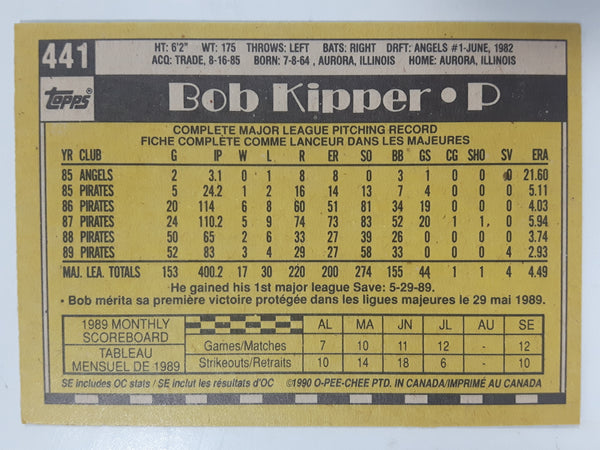 441
HT: 6'2" WT: 175 THROWS: LEFT BATS: RIGHT DRFT: ANGELS #1-JUNE, 1982
ACQ: TRADE, 8-16-85 BORN: 7-8-64, AURORA, ILLINOIS HOME: AURORA, ILLINOIS
Topps®
Bob Kipper • P
COMPLETE MAJOR LEAGUE PITCHING RECORD
FICHE COMPLÈTE COMME LANCEUR DANS LES MAJEURES
YR CLUB G IP W L R ER SO BB GS CG SHO SV ERA
85 ANGELS 2 3.1 0 1 8 8 0 3 1 0 0 0 21.60
85 PIRATES 5 24.2 1 2 16 14 13 7 4 0 0 0 5.11
86 PIRATES 20 114 6 8 60 51 81 34 19 0 0 0 4.03
87 PIRATES 24 110.2 5 9 74 73 83 52 20 1 1 0 5.94
88 PIRATES 50 65 2 6 33 27 39 26 0 0 0 0 3.74
89 PIRATES 52 83 3 4 29 27 58 33 0 0 0 4 2.93
MAJ. LEA. TOTALS 153 400.2 17 30 220 200 274 155 44 1 1 4 4.49
He gained his 1st major league Save: 5-29-89.
• Bob mérita sa première victoire protégée dans les ligues majeures le 29 mai 1989.
1989 MONTHLY SCOREBOARD
TABLEAU MENSUEL DE 1989
AL MA JN JL AU SE
Games/Matches 7 10 11 12 - 12
Strikeouts/Retraits 10 14 18 6 - 10
SE includes OC stats / SE inclut les résultats d'OC ©1990 O-PEE-CHEE PTD. IN CANADA/IMPRIMÉ AU CANADA